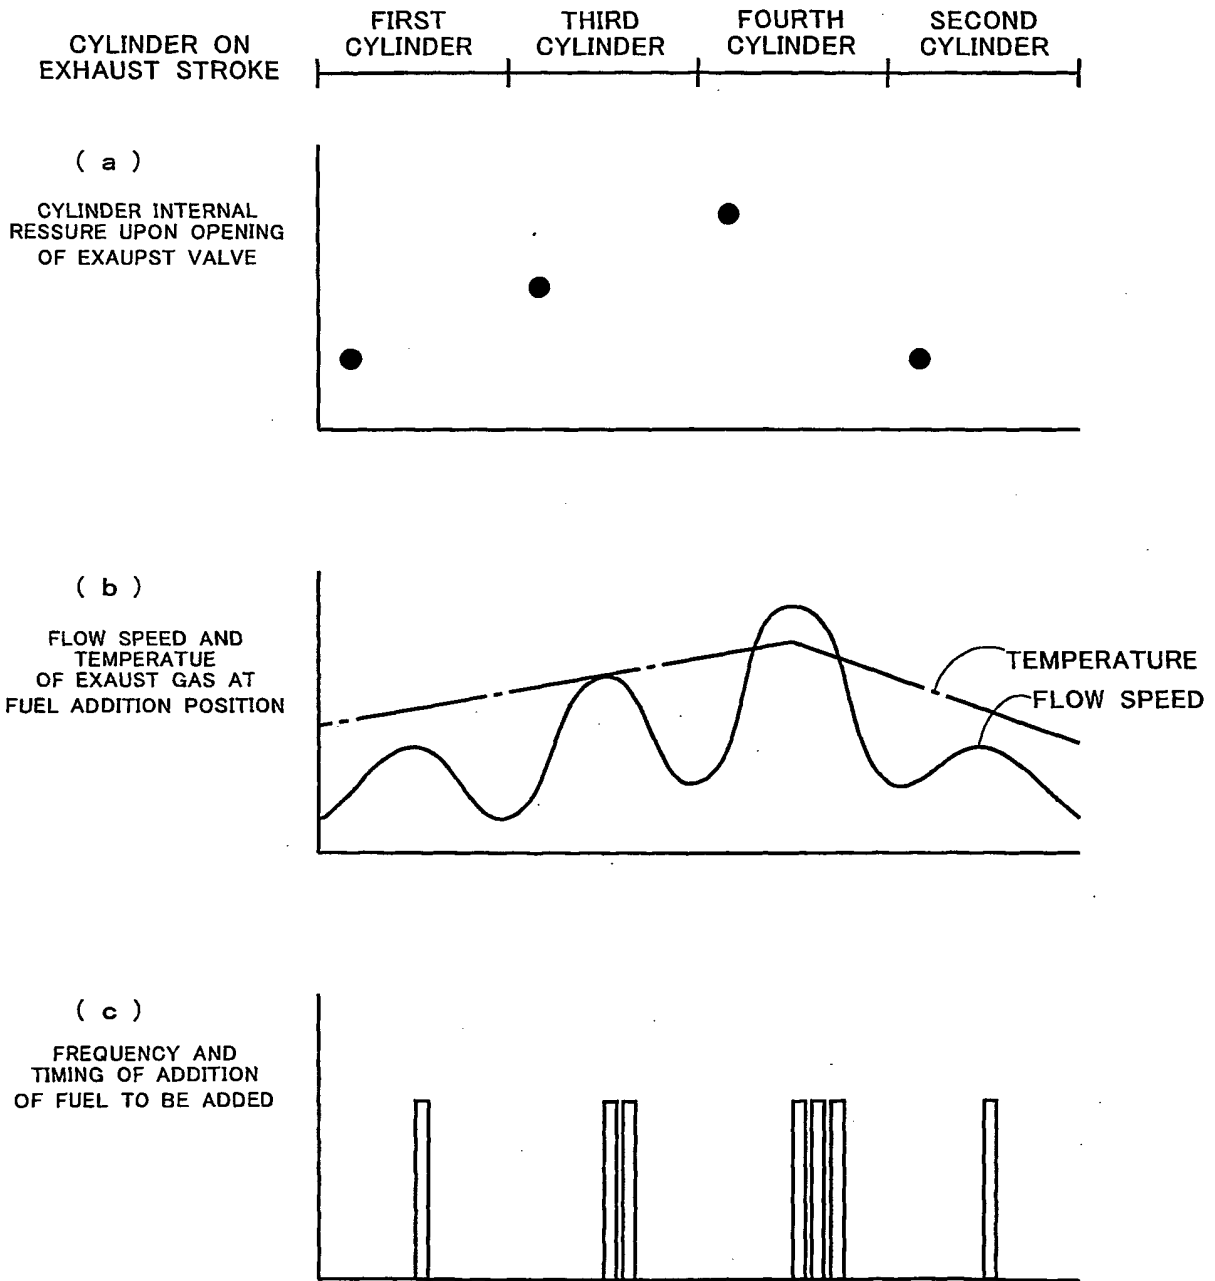 CYLINDER ON
EXHAUST STROKE
FIRST
CYLINDER
THIRD
CYLINDER
FOURTH
CYLINDER
SECOND
CYLINDER
( a )
CYLINDER INTERNAL
RESSURE UPON OPENING
OF EXAUPST VALVE
( b )
FLOW SPEED AND
TEMPERATUE
OF EXAUST GAS AT
FUEL ADDITION POSITION
TEMPERATURE
FLOW SPEED
( c )
FREQUENCY AND
TIMING OF ADDITION
OF FUEL TO BE ADDED